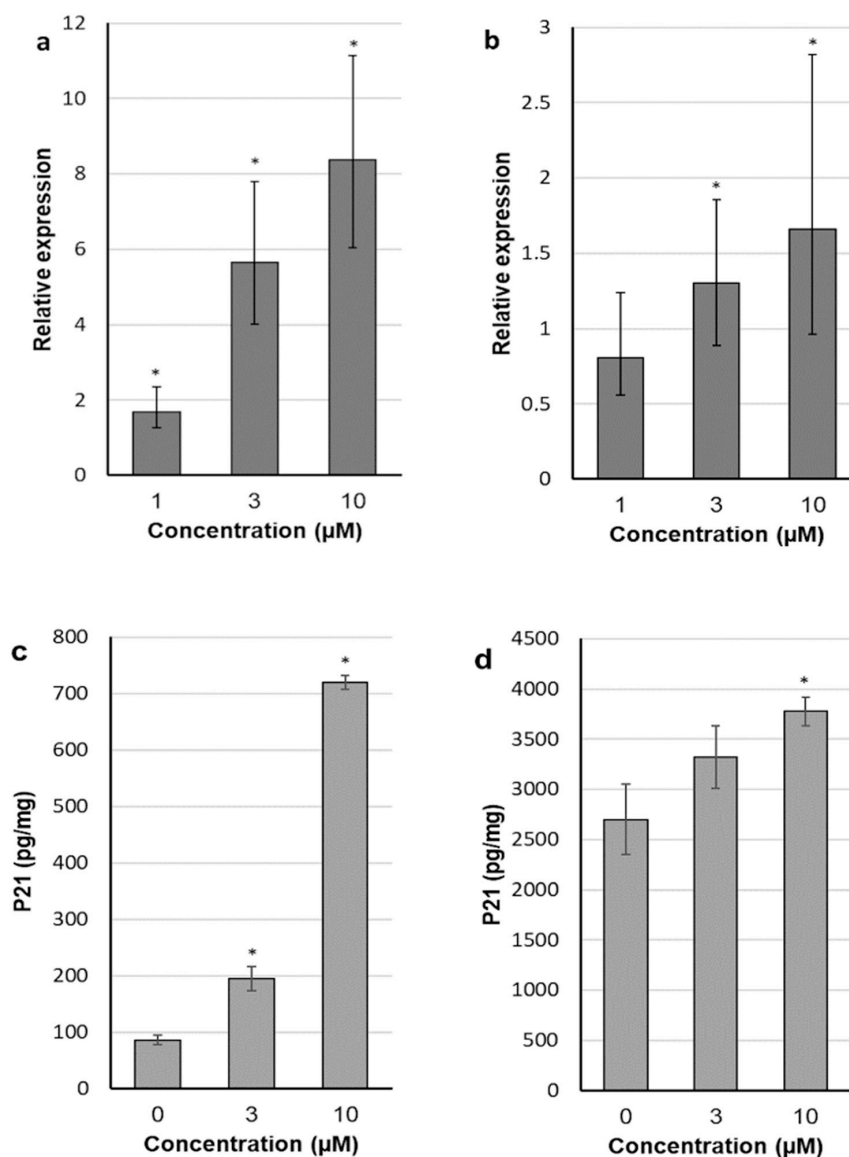 a
Relative expression
12
10
8
6
4
2
0
*
*
*
1 3 10
Concentration (µM)
b
Relative expression
3
2.5
2
1.5
1
0.5
0
*
*
1 3 10
Concentration (µM)
c
P21 (pg/mg)
800
700
600
500
400
300
200
100
0
*
*
0 3 10
Concentration (µM)
d
P21 (pg/mg)
4500
4000
3500
3000
2500
2000
1500
1000
500
0
*
0 3 10
Concentration (µM)